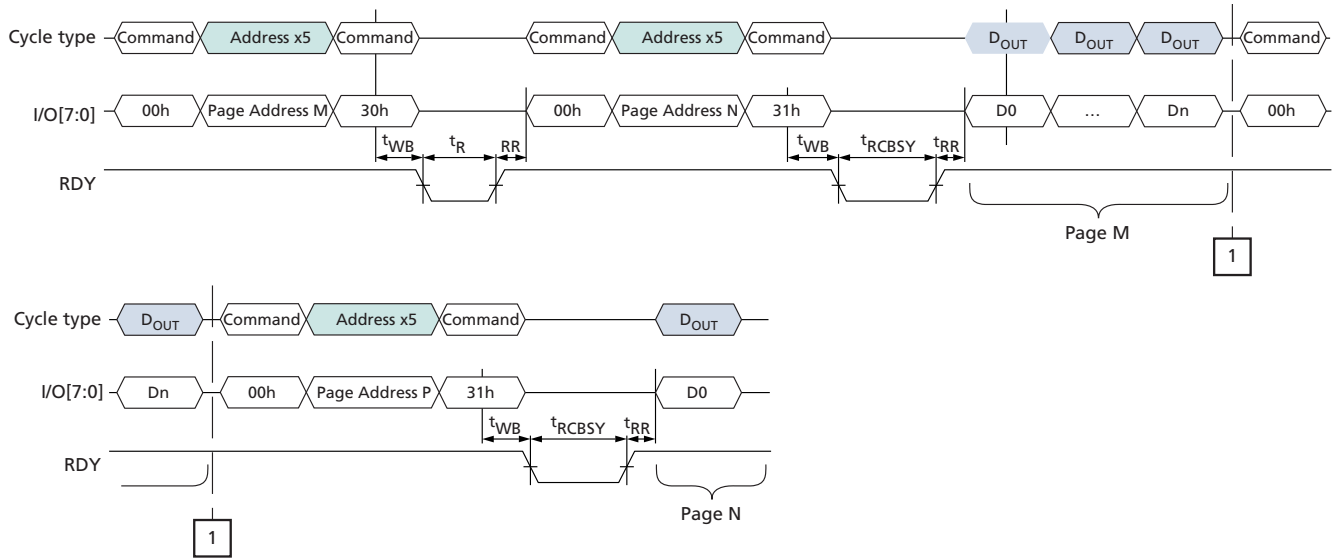 Cycle type Command Address x5 Command Command Address x5 Command DOUT DOUT DOUT Command
I/O[7:0] 00h Page Address M 30h 00h Page Address N 31h D0 … Dn 00h
tWB tR RR tWB tRCBSY tRR
RDY
Page M
1
Cycle type DOUT Command Address x5 Command DOUT
I/O[7:0] Dn 00h Page Address P 31h D0
tWB tRCBSY tRR
RDY
Page N
1